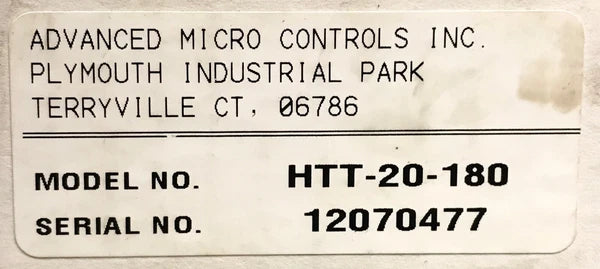 ADVANCED MICRO CONTROLS INC.
PLYMOUTH INDUSTRIAL PARK
TERRYVILLE CT, 06786
MODEL NO. HTT-20-180
SERIAL NO. 12070477